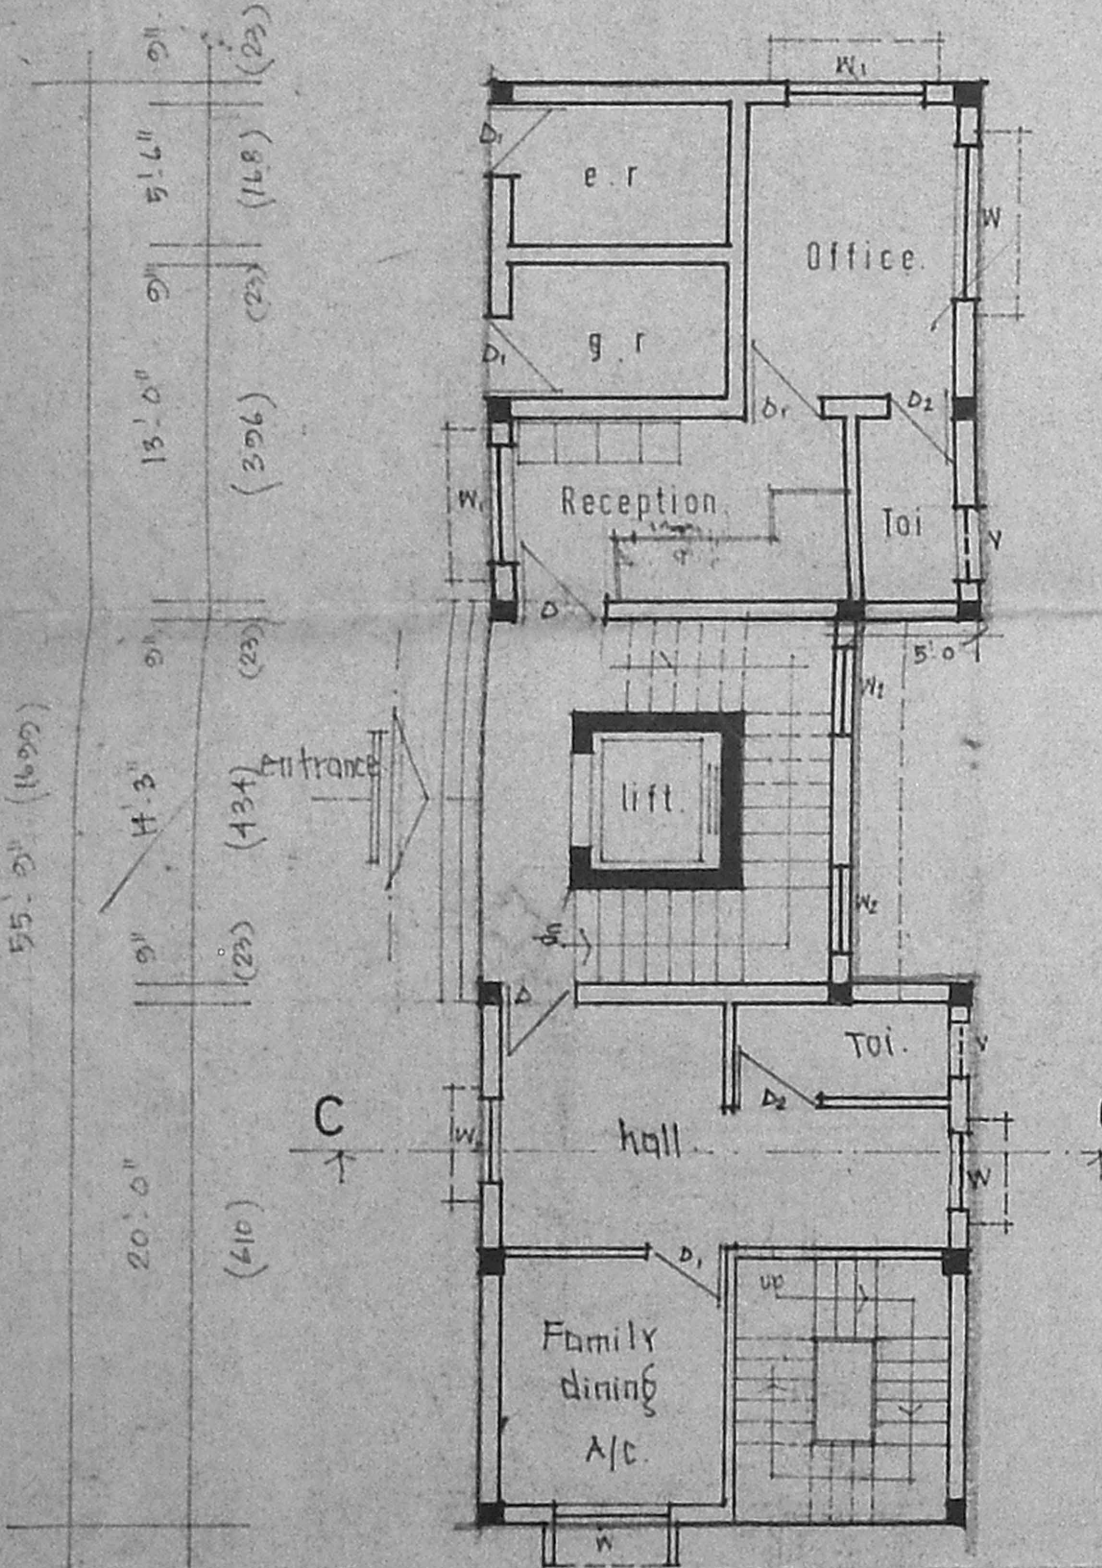 9"
(23)
5'.6"
(168)
9"
(23)
13'-0"
(396)
9"
(23)
14'.3"
(434)
9"
(23)
20'-0"
(610)
55'.9" (1699)
W1
D1
e.r
Office.
W
g.r
D1
D1
D2
W1
Reception.
Toi
V
D
5'.0"
W2
entrance
lift.
W2
up
D
Toi.
V
D2
C
W
hall
W
D1
up
Family
dining
A/c.
W